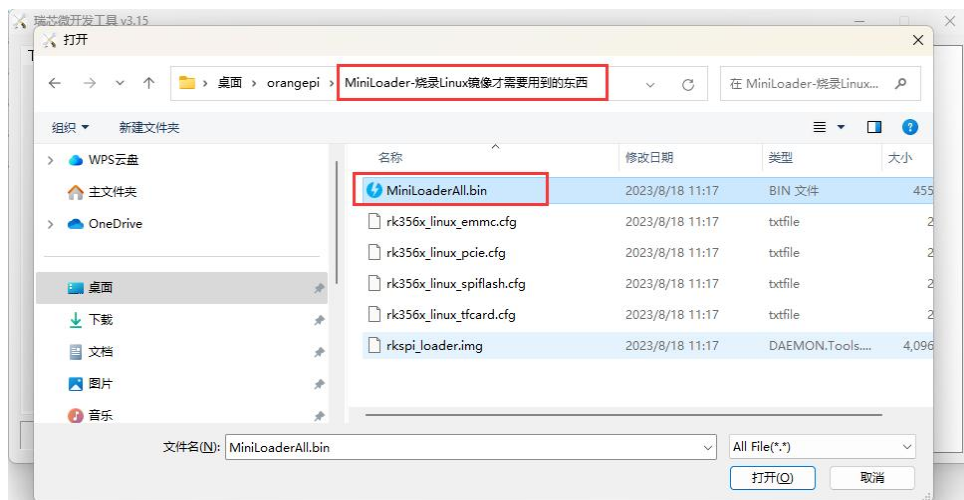 瑞芯微开发工具 v3.15
打开
桌面 › orangepi › MiniLoader-烧录Linux镜像才需要用到的东西
在 MiniLoader-烧录Linux...
组织 新建文件夹
名称 修改日期 类型 大小
WPS云盘
主文件夹
OneDrive
桌面
下载
文档
图片
音乐
MiniLoaderAll.bin 2023/8/18 11:17 BIN 文件 455
rk356x_linux_emmc.cfg 2023/8/18 11:17 txtfile 2
rk356x_linux_pcie.cfg 2023/8/18 11:17 txtfile 2
rk356x_linux_spiflash.cfg 2023/8/18 11:17 txtfile 2
rk356x_linux_tfcard.cfg 2023/8/18 11:17 txtfile 2
rkspi_loader.img 2023/8/18 11:17 DAEMON.Tools.... 4,096
文件名(N): MiniLoaderAll.bin
All File(*.*)
打开(O) 取消